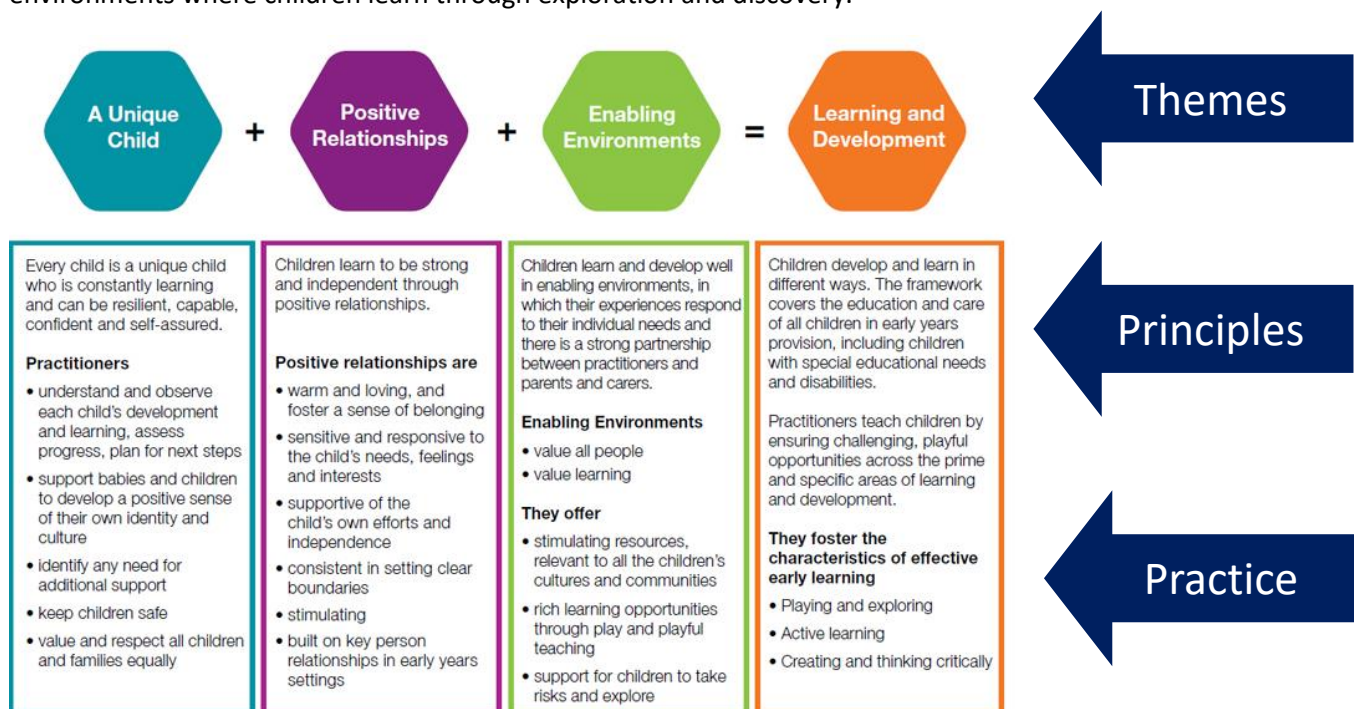 environments where children learn through exploration and discovery.
A Unique
Child
+
Positive
Relationships
+
Enabling
Environments
=
Learning and
Development
Themes
Every child is a unique child
who is constantly learning
and can be resilient, capable,
confident and self-assured.
Practitioners
• understand and observe
each child's development
and learning, assess
progress, plan for next steps
• support babies and children
to develop a positive sense
of their own identity and
culture
• identify any need for
additional support
• keep children safe
• value and respect all children
and families equally
Children learn to be strong
and independent through
positive relationships.
Positive relationships are
• warm and loving, and
foster a sense of belonging
• sensitive and responsive to
the child's needs, feelings
and interests
• supportive of the
child's own efforts and
independence
• consistent in setting clear
boundaries
• stimulating
• built on key person
relationships in early years
settings
Children learn and develop well
in enabling environments, in
which their experiences respond
to their individual needs and
there is a strong partnership
between practitioners and
parents and carers.
Enabling Environments
• value all people
• value learning
They offer
• stimulating resources,
relevant to all the children's
cultures and communities
• rich learning opportunities
through play and playful
teaching
• support for children to take
risks and explore
Children develop and learn in
different ways. The framework
covers the education and care
of all children in early years
provision, including children
with special educational needs
and disabilities.
Practitioners teach children by
ensuring challenging, playful
opportunities across the prime
and specific areas of learning
and development.
They foster the
characteristics of effective
early learning
• Playing and exploring
• Active learning
• Creating and thinking critically
Principles
Practice